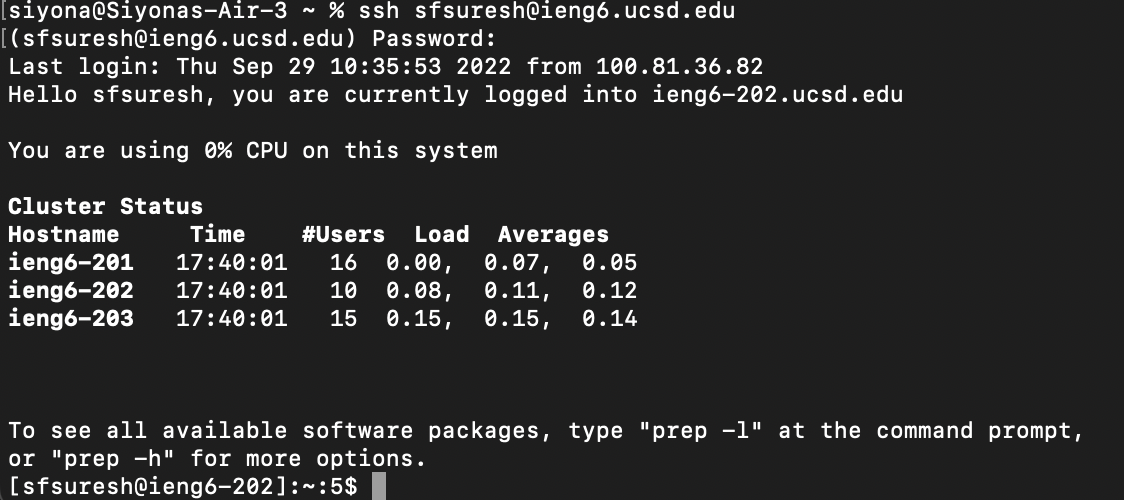 [siyona@Siyonas-Air-3 ~ % ssh sfsuresh@ieng6.ucsd.edu
[(sfsuresh@ieng6.ucsd.edu) Password:
Last login: Thu Sep 29 10:35:53 2022 from 100.81.36.82
Hello sfsuresh, you are currently logged into ieng6-202.ucsd.edu
You are using 0% CPU on this system
Cluster Status
Hostname     Time    #Users  Load  Averages
ieng6-201   17:40:01   16  0.00,  0.07,  0.05
ieng6-202   17:40:01   10  0.08,  0.11,  0.12
ieng6-203   17:40:01   15  0.15,  0.15,  0.14
To see all available software packages, type "prep -l" at the command prompt,
or "prep -h" for more options.
[sfsuresh@ieng6-202]:~:5$